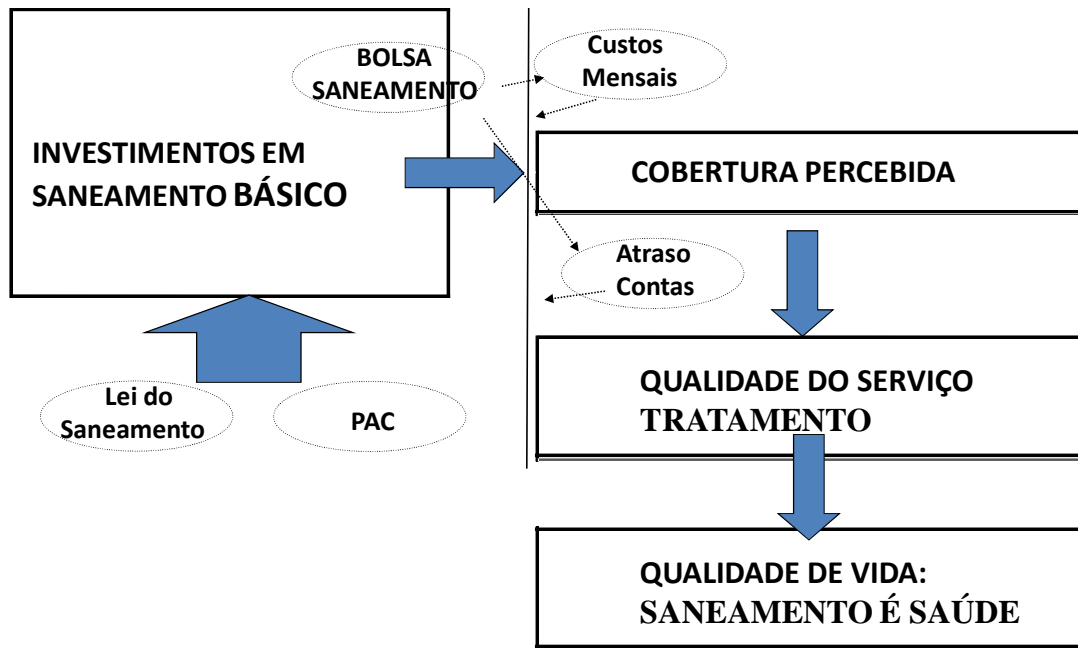 BOLSA
SANEAMENTO
Custos
Mensais
INVESTIMENTOS EM
SANEAMENTO BÁSICO
COBERTURA PERCEBIDA
Atraso
Contas
Lei do
Saneamento
PAC
QUALIDADE DO SERVIÇO
TRATAMENTO
QUALIDADE DE VIDA:
SANEAMENTO É SAÚDE